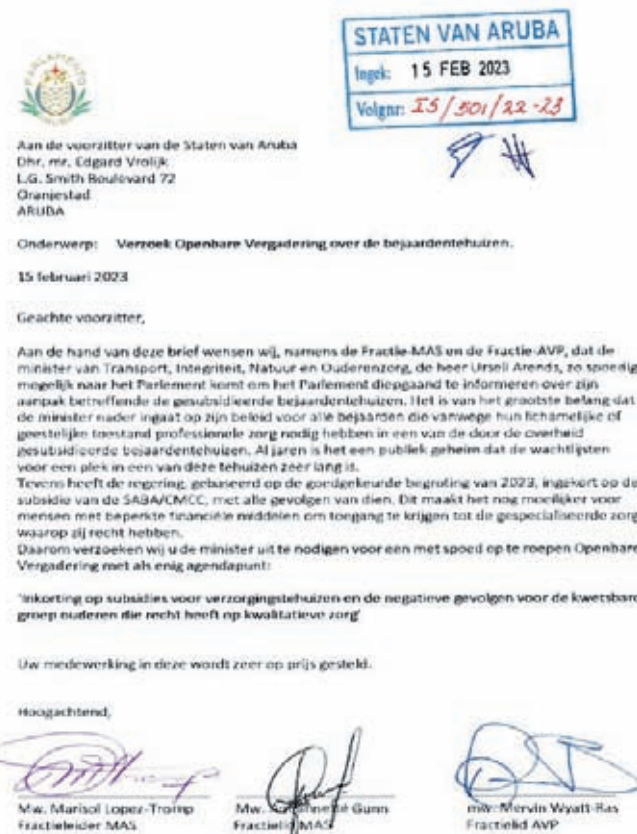 STATEN VAN ARUBA
Ingek: 15 FEB 2023
Volgnr: IS/501/22-23
PARLAMENTO
Aan de voorzitter van de Staten van Aruba
Dhr. mr. Edgard Vrolijk
L.G. Smith Boulevard 72
Oranjestad
ARUBA
Onderwerp: Verzoek Openbare Vergadering over de bejaardentehuizen.
15 februari 2023
Geachte voorzitter,
Aan de hand van deze brief wensen wij, namens de Fractie-MAS en de Fractie-AVP, dat de
minister van Transport, Integriteit, Natuur en Ouderenzorg, de heer Ursell Arends, zo spoedig
mogelijk naar het Parlement komt om het Parlement diepgaand te informeren over zijn
aanpak betreffende de gesubsidieerde bejaardentehuizen. Het is van het grootste belang dat
de minister nader ingaat op zijn beleid voor alle bejaarden die vanwege hun lichamelijke of
geestelijke toestand professionele zorg nodig hebben in een van de door de overheid
gesubsidieerde bejaardentehuizen. Al jaren is het een publiek geheim dat de wachtlijsten
voor een plek in een van deze tehuizen zeer lang is.
Tevens heeft de regering, gebaseerd op de goedgekeurde begroting van 2023, ingekort op de
subsidie van de SABA/CMCC, met alle gevolgen van dien. Dit maakt het nog moeilijker voor
mensen met beperkte financiële middelen om toegang te krijgen tot de gespecialiseerde zorg
waarop zij recht hebben.
Daarom verzoeken wij u de minister uit te nodigen voor een met spoed op te roepen Openbare
Vergadering met als enig agendapunt:
'Inkorting op subsidies voor verzorgingstehuizen en de negatieve gevolgen voor de kwetsbare
groep ouderen die recht heeft op kwalitatieve zorg'
Uw medewerking in deze wordt zeer op prijs gesteld.
Hoogachtend,
Mw. Marisol Lopez-Tromp
Fractieleider MAS
Mw. Gunn
Fractielid MAS
mw. Mervin Wyatt-Ras
Fractielid AVP